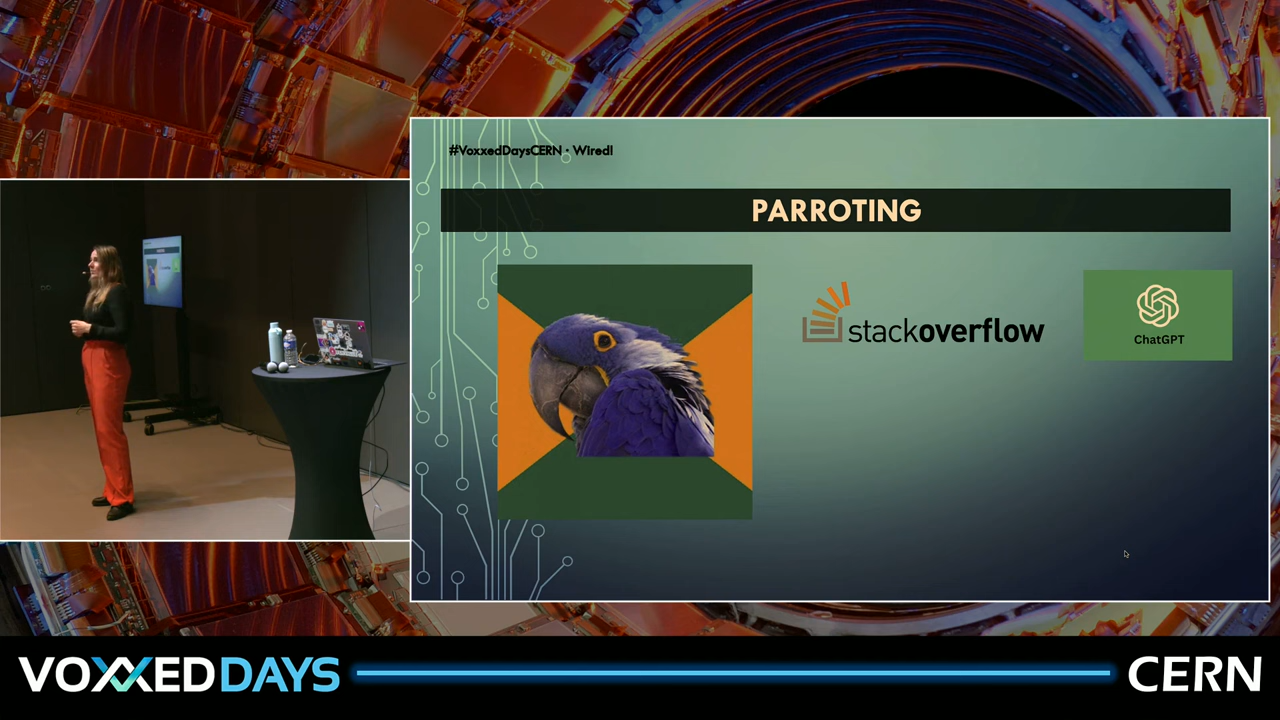 #VoxxedDaysCERN · Wired!
PARROTING
stackoverflow
ChatGPT
VOXXEDDAYS
CERN